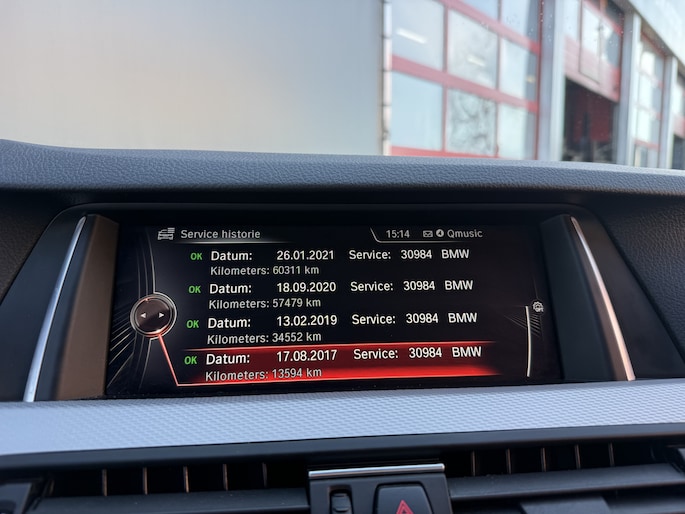 Service historie 15:14 Qmusic
OK Datum: 26.01.2021 Service: 30984 BMW
Kilometers: 60311 km
OK Datum: 18.09.2020 Service: 30984 BMW
Kilometers: 57479 km
OK Datum: 13.02.2019 Service: 30984 BMW
Kilometers: 34552 km
OK Datum: 17.08.2017 Service: 30984 BMW
Kilometers: 13594 km